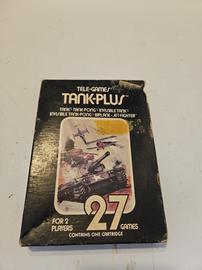 TELE-GAMES
TANK-PLUS
TANK • TANK-PONG • INVISIBLE TANK •
INVISIBLE TANK-PONG • BIPLANE • JET-FIGHTER
FOR 2
PLAYERS
27
GAMES
CONTAINS ONE CARTRIDGE